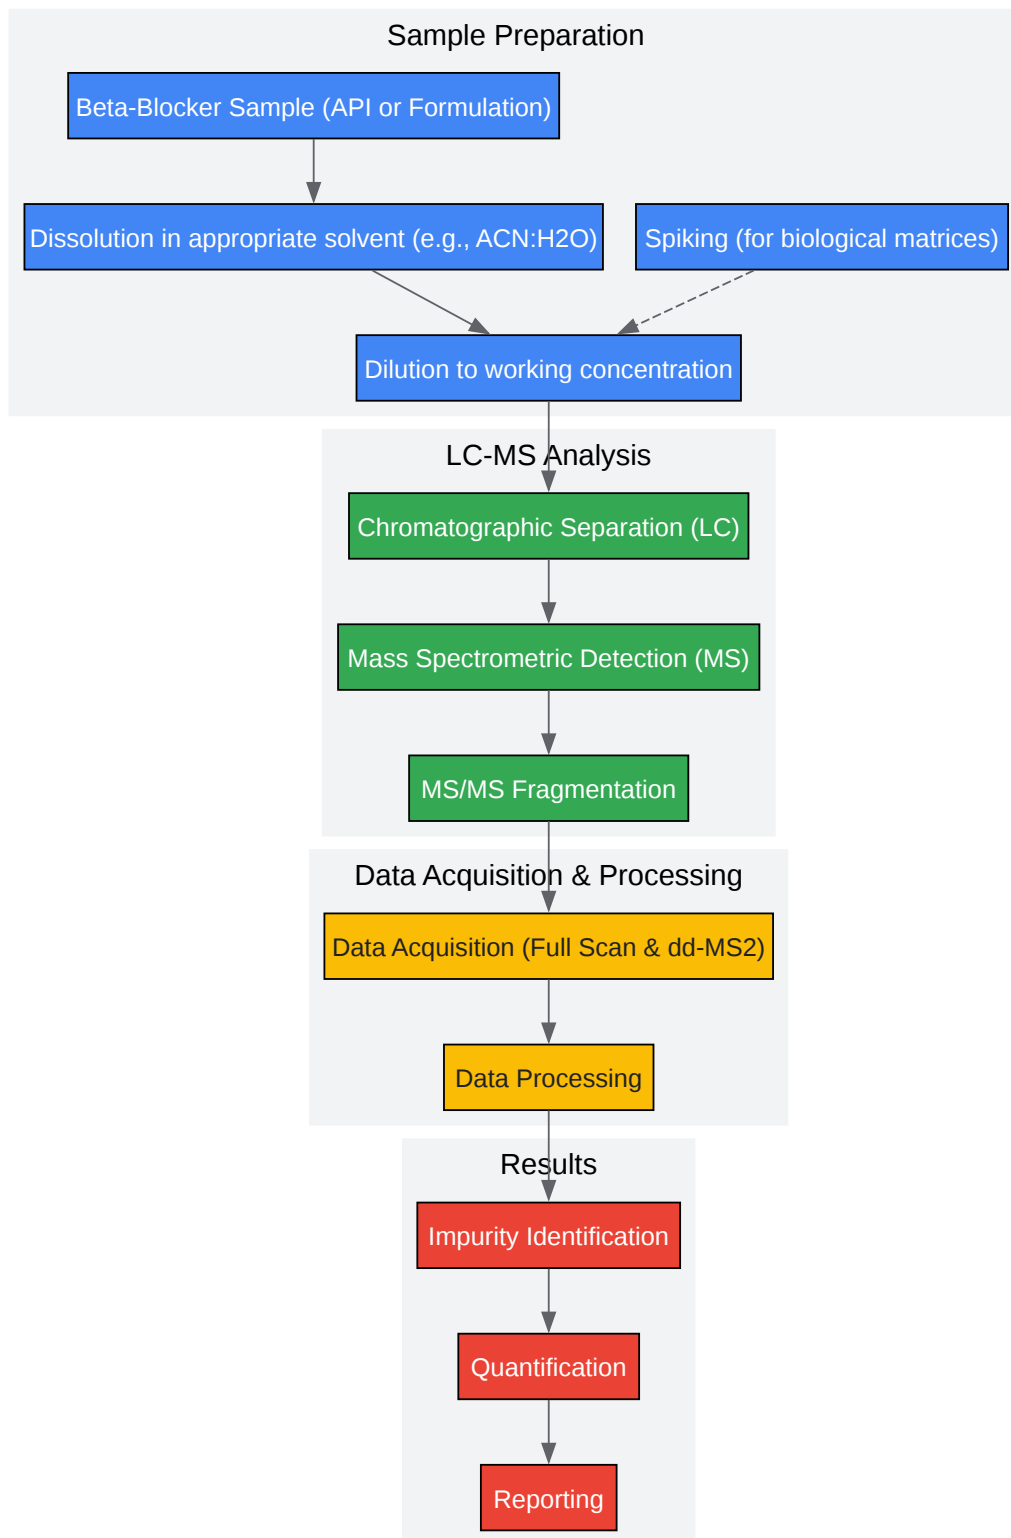 Sample Preparation
Beta-Blocker Sample (API or Formulation)
Dissolution in appropriate solvent (e.g., ACN:H2O)
Spiking (for biological matrices)
Dilution to working concentration
LC-MS Analysis
Chromatographic Separation (LC)
Mass Spectrometric Detection (MS)
MS/MS Fragmentation
Data Acquisition & Processing
Data Acquisition (Full Scan & dd-MS2)
Data Processing
Results
Impurity Identification
Quantification
Reporting